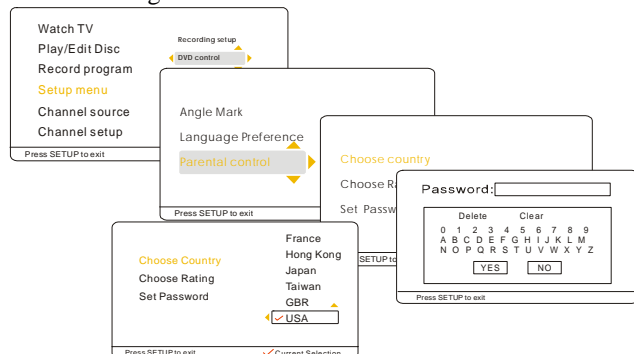 Watch TV
Play/Edit Disc
Record program
Setup menu
Channel source
Channel setup
Recording setup
DVD control
Press SETUP to exit
Angle Mark
Language Preference
Parental control
Press SETUP to exit
Choose country
Choose Ra
Set Passw
SETUP to
Password:
Delete Clear
0 1 2 3 4 5 6 7 8 9
A B C D E F G H I J K L M
N O P Q R S T U V W X Y Z
YES NO
Press SETUP to exit
Choose Country
Choose Rating
Set Password
France
Hong Kong
Japan
Taiwan
GBR
USA
Press SETUP to exit
Current Selection